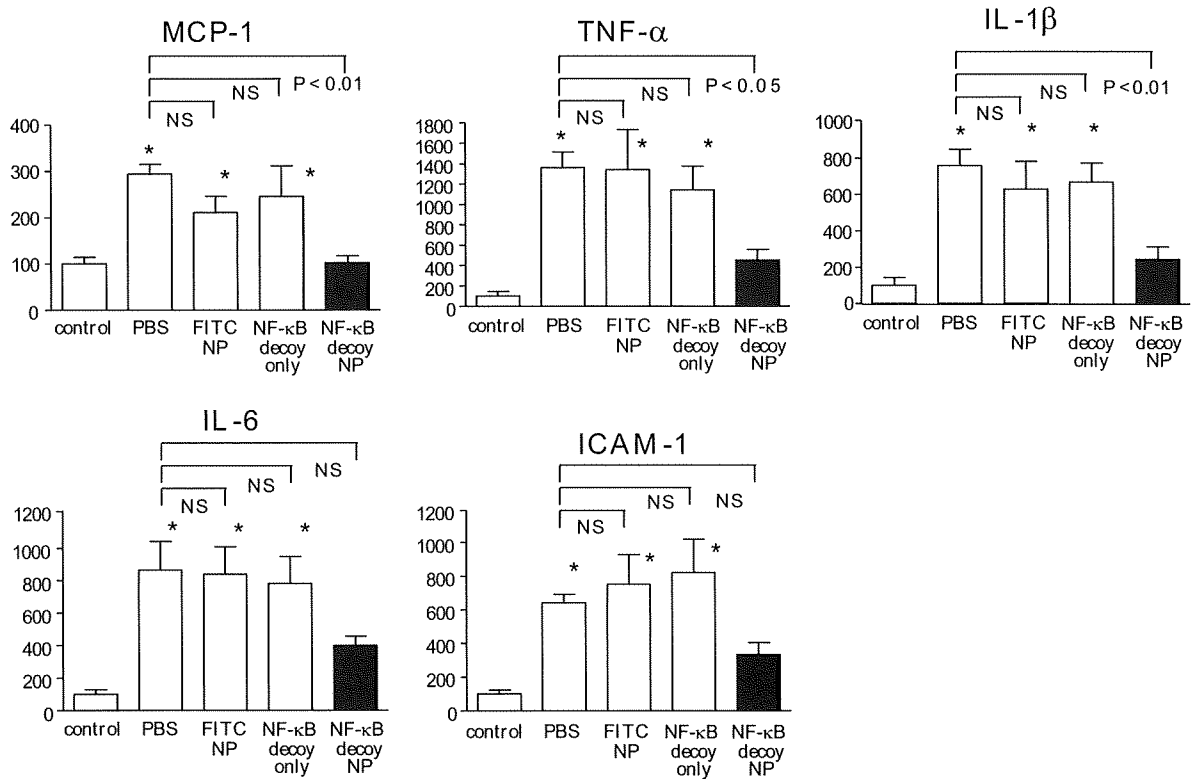 MCP-1
P<0.01
NS
NS
400
300
200
100
0
*
*
*
control
PBS
FITC
NP
NF-κB
decoy
only
NF-κB
decoy
NP
TNF-α
P<0.05
NS
NS
1800
1600
1400
1200
1000
800
600
400
200
0
*
*
*
control
PBS
FITC
NP
NF-κB
decoy
only
NF-κB
decoy
NP
IL-1β
P<0.01
NS
NS
1000
800
600
400
200
0
*
*
*
control
PBS
FITC
NP
NF-κB
decoy
only
NF-κB
decoy
NP
IL-6
NS
NS
NS
1200
1000
800
600
400
200
0
*
*
*
control
PBS
FITC
NP
NF-κB
decoy
only
NF-κB
decoy
NP
ICAM-1
NS
NS
NS
1200
1000
800
600
400
200
0
*
*
*
control
PBS
FITC
NP
NF-κB
decoy
only
NF-κB
decoy
NP